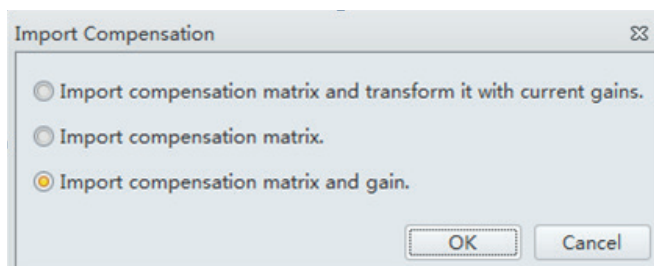 Import Compensation
Import compensation matrix and transform it with current gains.
Import compensation matrix.
Import compensation matrix and gain.
OK Cancel